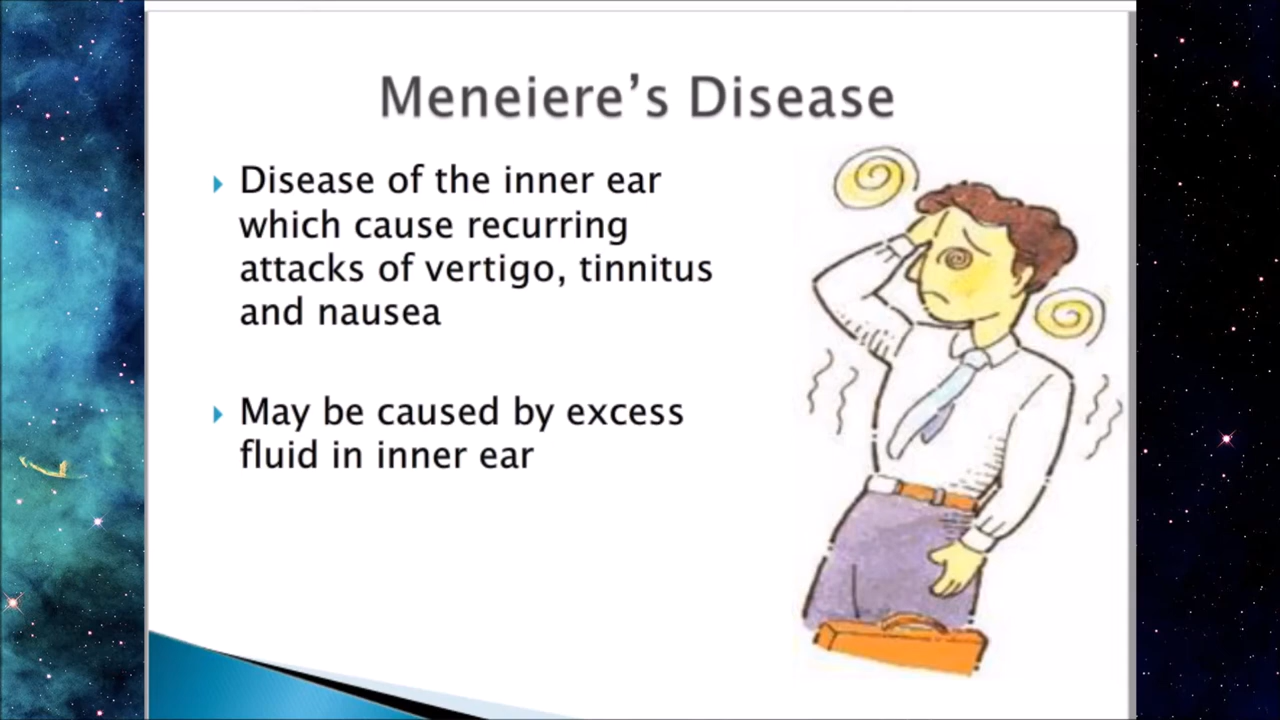 Meneiere's Disease
Disease of the inner ear
which cause recurring
attacks of vertigo, tinnitus
and nausea
May be caused by excess
fluid in inner ear